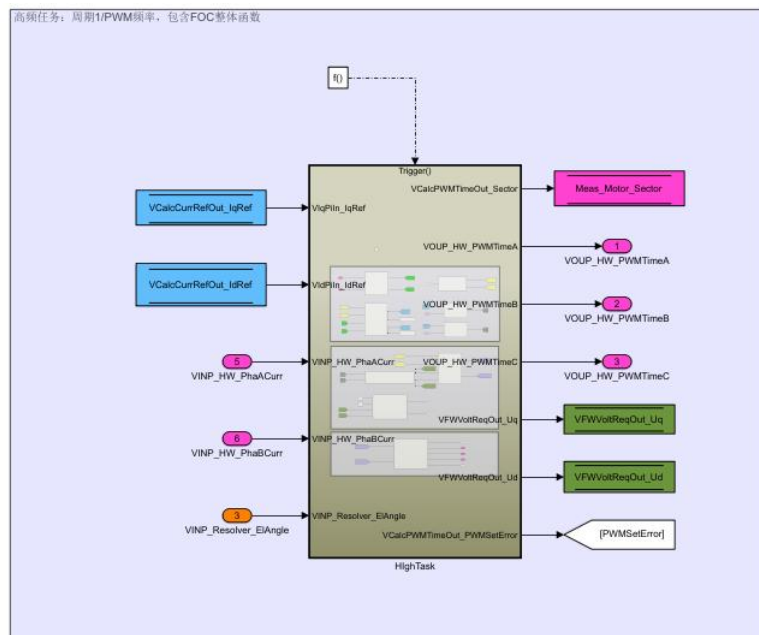 高频任务：周期1/PWM频率，包含FOC整体函数
f()
Trigger()
VCalcPWMTimeOut_Sector
Meas_Motor_Sector
VCalcCurrRefOut_IqRef
VIqPiIn_IqRef
VOUP_HW_PWMTimeA
1
VOUP_HW_PWMTimeA
VCalcCurrRefOut_IdRef
VIdPiIn_IdRef
VOUP_HW_PWMTimeB
2
VOUP_HW_PWMTimeB
5
VINP_HW_PhaACurr
VINP_HW_PhaACurr
VOUP_HW_PWMTimeC
3
VOUP_HW_PWMTimeC
VFWVoltReqOut_Uq
VFWVoltReqOut_Uq
6
VINP_HW_PhaBCurr
VINP_HW_PhaBCurr
VFWVoltReqOut_Ud
VFWVoltReqOut_Ud
3
VINP_Resolver_ElAngle
VINP_Resolver_ElAngle
VCalcPWMTimeOut_PWMSetError
[PWMSetError]
HIghTask